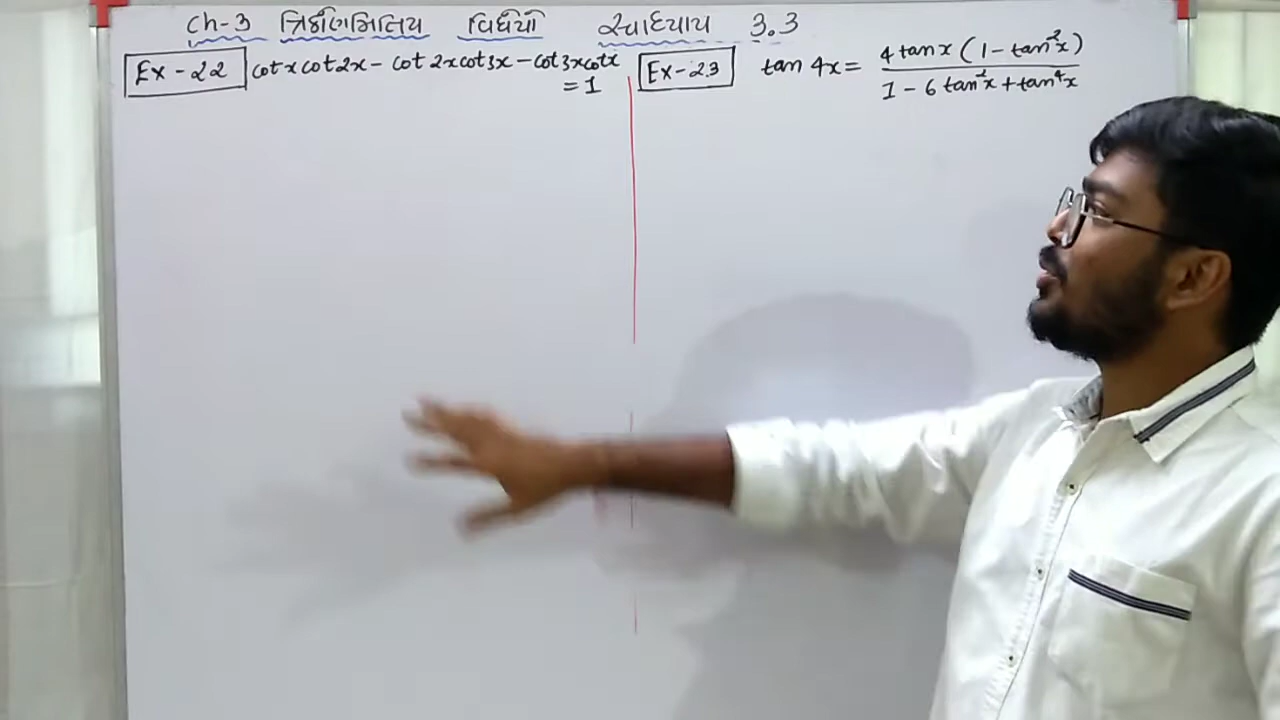 Ch-3 ત્રિકોણમિતિય વિધેયો સ્વાધ્યાય 3.3
Ex-22 cot x cot 2x - cot 2x cot 3x - cot 3x cot x
= 1
Ex-23 tan 4x = 4 tan x (1 - tan²x) / 1 - 6 tan²x + tan⁴x